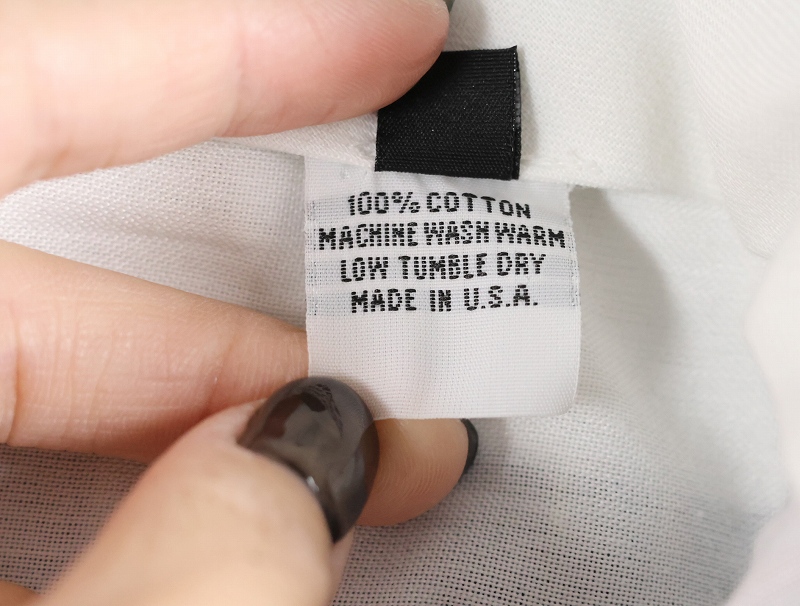 100% COTTON
MACHINE WASH WARM
LOW TUMBLE DRY
MADE IN U.S.A.